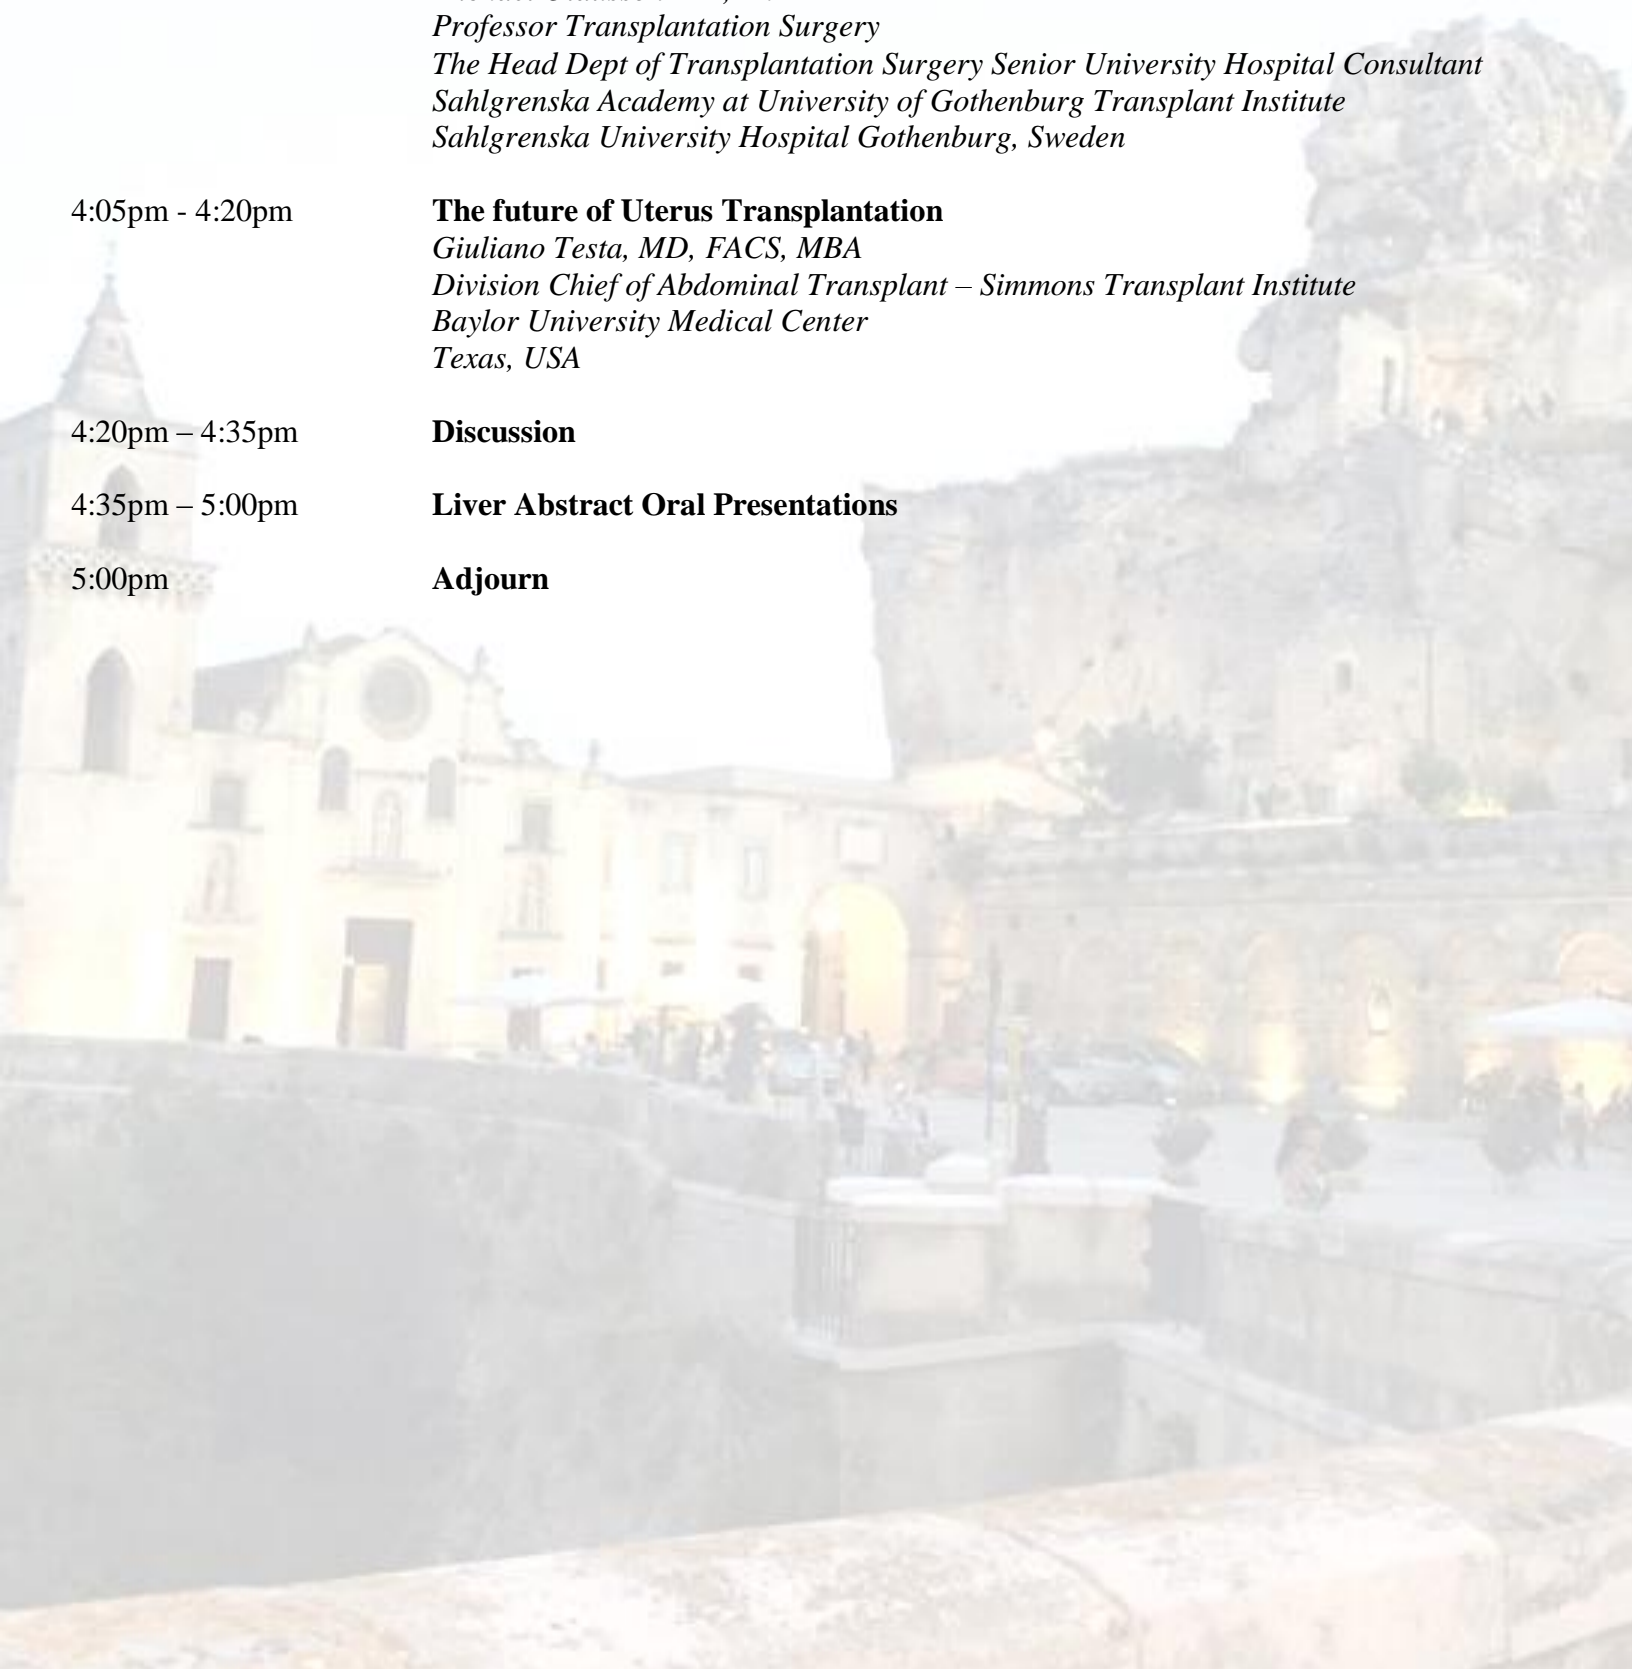 Professor Transplantation Surgery
The Head Dept of Transplantation Surgery Senior University Hospital Consultant
Sahlgrenska Academy at University of Gothenburg Transplant Institute
Sahlgrenska University Hospital Gothenburg, Sweden
4:05pm - 4:20pm The future of Uterus Transplantation
Giuliano Testa, MD, FACS, MBA
Division Chief of Abdominal Transplant – Simmons Transplant Institute
Baylor University Medical Center
Texas, USA
4:20pm – 4:35pm Discussion
4:35pm – 5:00pm Liver Abstract Oral Presentations
5:00pm Adjourn